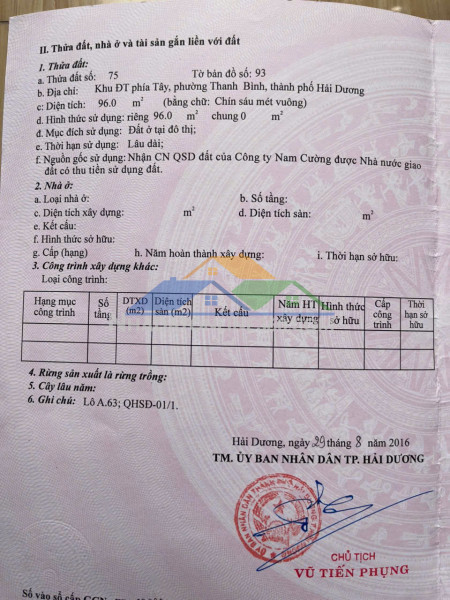 II. Thửa đất, nhà ở và tài sản gắn liền với đất
1. Thửa đất:
a. Thửa đất số: 75 Tờ bản đồ số: 93
b. Địa chỉ: Khu ĐT phía Tây, phường Thanh Bình, thành phố Hải Dương
c: Diện tích: 96.0 m² (bằng chữ: Chín sáu mét vuông)
d. Hình thức sử dụng: riêng 96.0 m² chung 0 m²
đ. Mục đích sử dụng: Đất ở tại đô thị;
e. Thời hạn sử dụng: Lâu dài;
f. Nguồn gốc sử dụng: Nhận CN QSD đất của Công ty Nam Cường được Nhà nước giao
đất có thu tiền sử dụng đất.
2. Nhà ở:
a. Loại nhà ở: b. Số tầng:
c. Diện tích xây dựng: m² d. Diện tích sàn: m²
e. Kết cấu:
f. Hình thức sở hữu:
g. Cấp (hạng) h. Năm hoàn thành xây dựng: i. Thời hạn sở hữu:
3. Công trình xây dựng khác:
Loại công trình:
Hạng mục công trình Số tầng DTXD (m2) Diện tích sàn (m2) Kết cấu Năm HT xây dựng Hình thức sở hữu Cấp công trình Thời hạn sở hữu
4. Rừng sản xuất là rừng trồng:
5. Cây lâu năm:
6. Ghi chú: Lô A.63; QHSĐ-01/1.
Hải Dương, ngày 29 tháng 8 năm 2016
TM. ỦY BAN NHÂN DÂN TP. HẢI DƯƠNG
CHỦ TỊCH
VŨ TIẾN PHỤNG
Số vào sổ cấp GCN